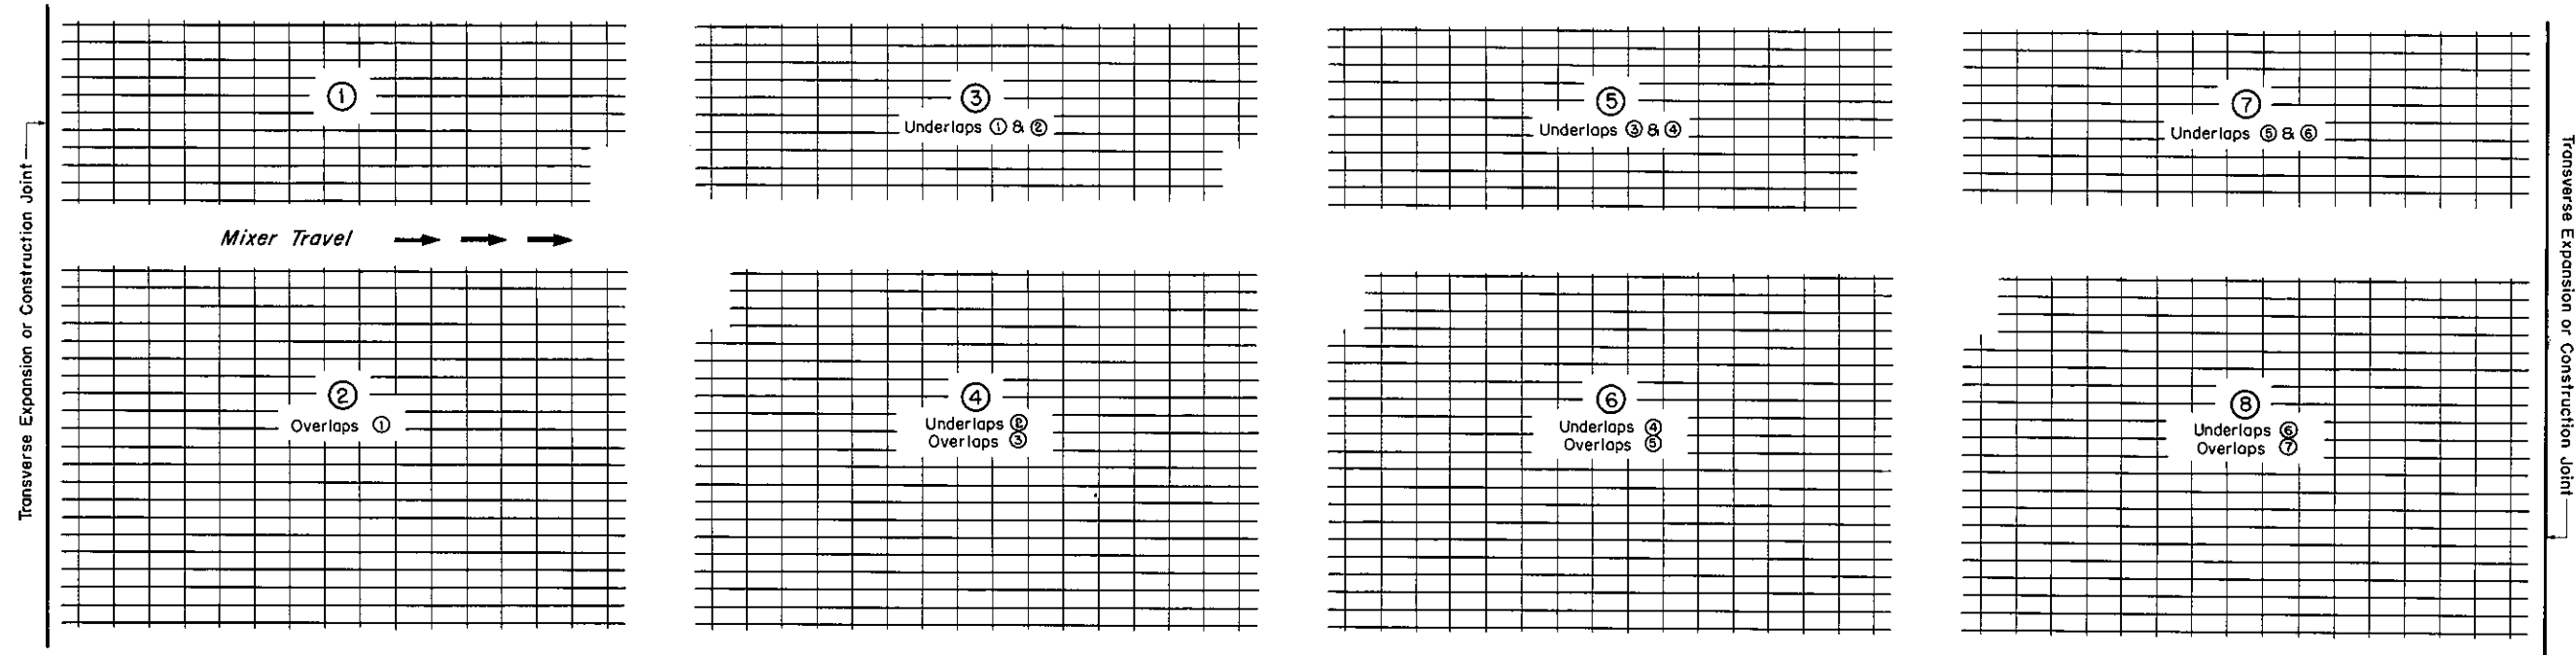 Transverse Expansion or Construction Joint
①
③
Underlaps ① & ②
⑤
Underlaps ③ & ④
⑦
Underlaps ⑤ & ⑥
Mixer Travel
②
Overlaps ①
④
Underlaps ②
Overlaps ③
⑥
Underlaps ④
Overlaps ⑤
⑧
Underlaps ⑥
Overlaps ⑦
Transverse Expansion or Construction Joint